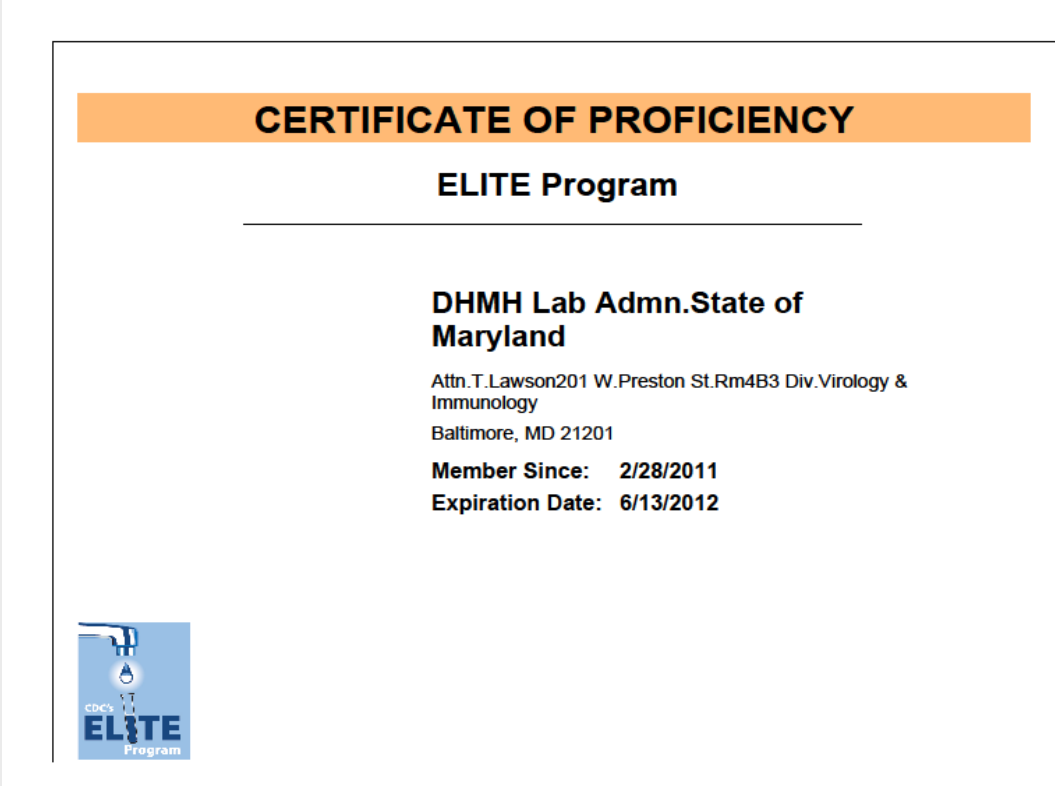 CERTIFICATE OF PROFICIENCY
ELITE Program
DHMH Lab Admn.State of
Maryland
Attn.T.Lawson201 W.Preston St.Rm4B3 Div.Virology &
Immunology
Baltimore, MD 21201
Member Since: 2/28/2011
Expiration Date: 6/13/2012
CDC's
ELITE
Program